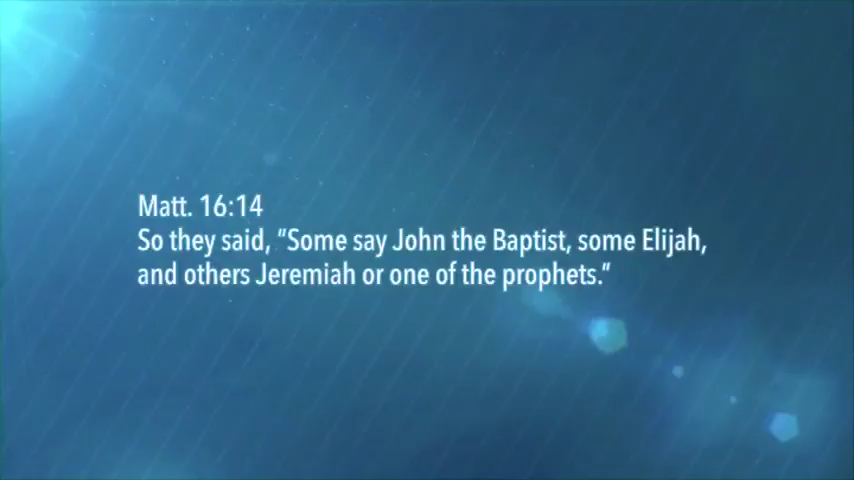 Matt. 16:14
So they said, "Some say John the Baptist, some Elijah,
and others Jeremiah or one of the prophets."